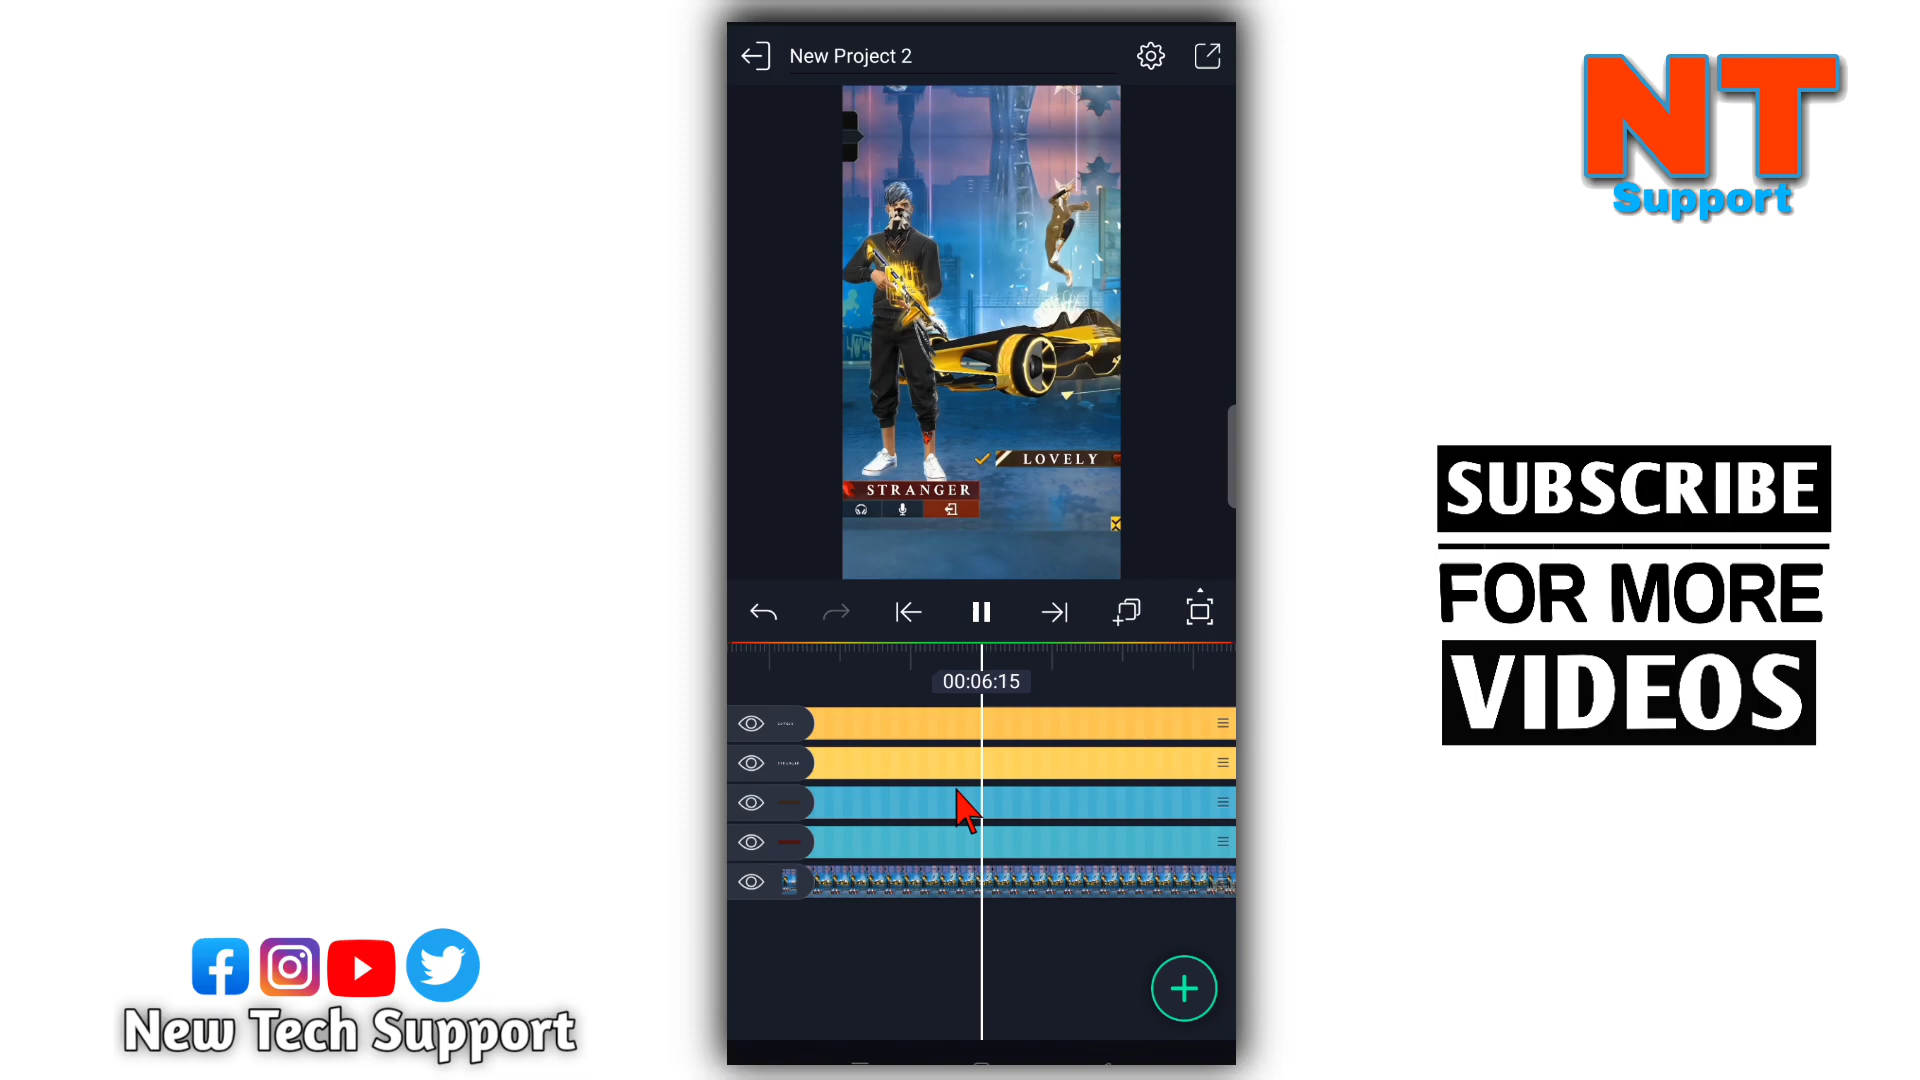 New Project 2
LOVELY
STRANGER
00:06:15
NT
Support
SUBSCRIBE
FOR MORE
VIDEOS
New Tech Support